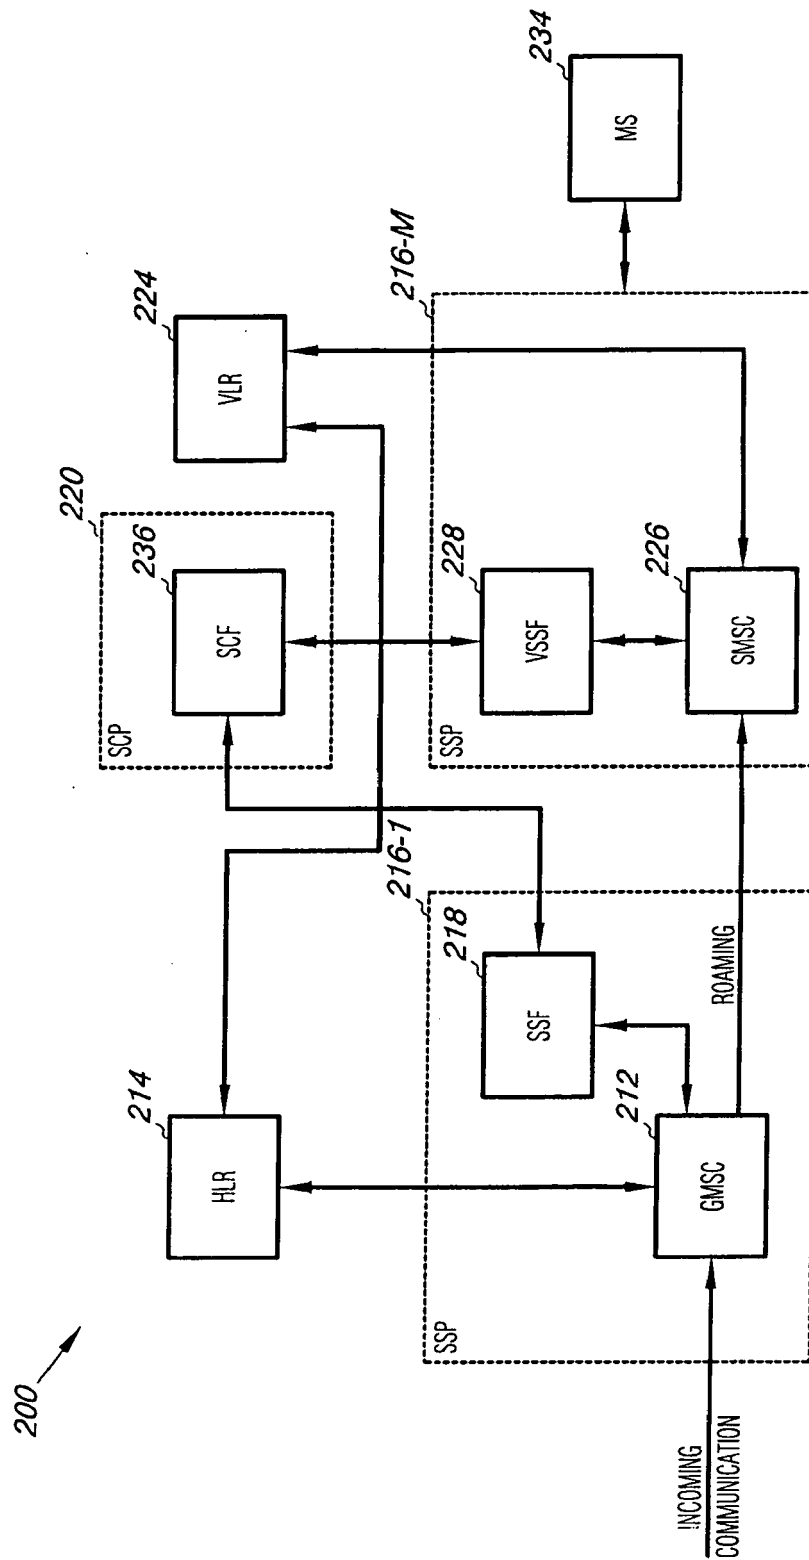 200
HLR
214
VLR
224
SCP
220
SCF
236
SSP
216-1
SSF
218
GMSC
212
INCOMING
COMMUNICATION
ROAMING
SSP
216-M
VSSF
228
SMSC
226
MS
234